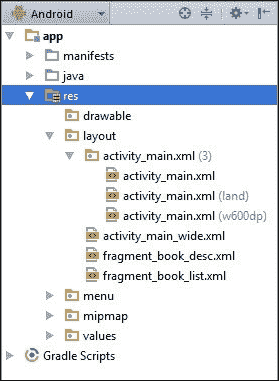 Android
app
manifests
java
res
drawable
layout
activity_main.xml (3)
activity_main.xml
activity_main.xml (land)
activity_main.xml (w600dp)
activity_main_wide.xml
fragment_book_desc.xml
fragment_book_list.xml
menu
mipmap
values
Gradle Scripts